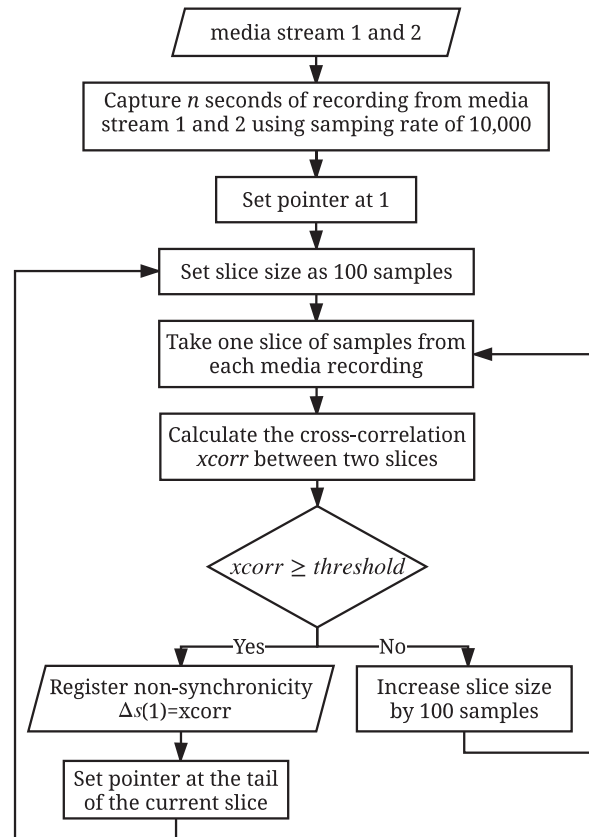 media stream 1 and 2
Capture n seconds of recording from media
stream 1 and 2 using samping rate of 10,000
Set pointer at 1
Set slice size as 100 samples
Take one slice of samples from
each media recording
Calculate the cross-correlation
xcorr between two slices
xcorr ≥ threshold
Yes
No
Register non-synchronicity
Δs(1)=xcorr
Increase slice size
by 100 samples
Set pointer at the tail
of the current slice